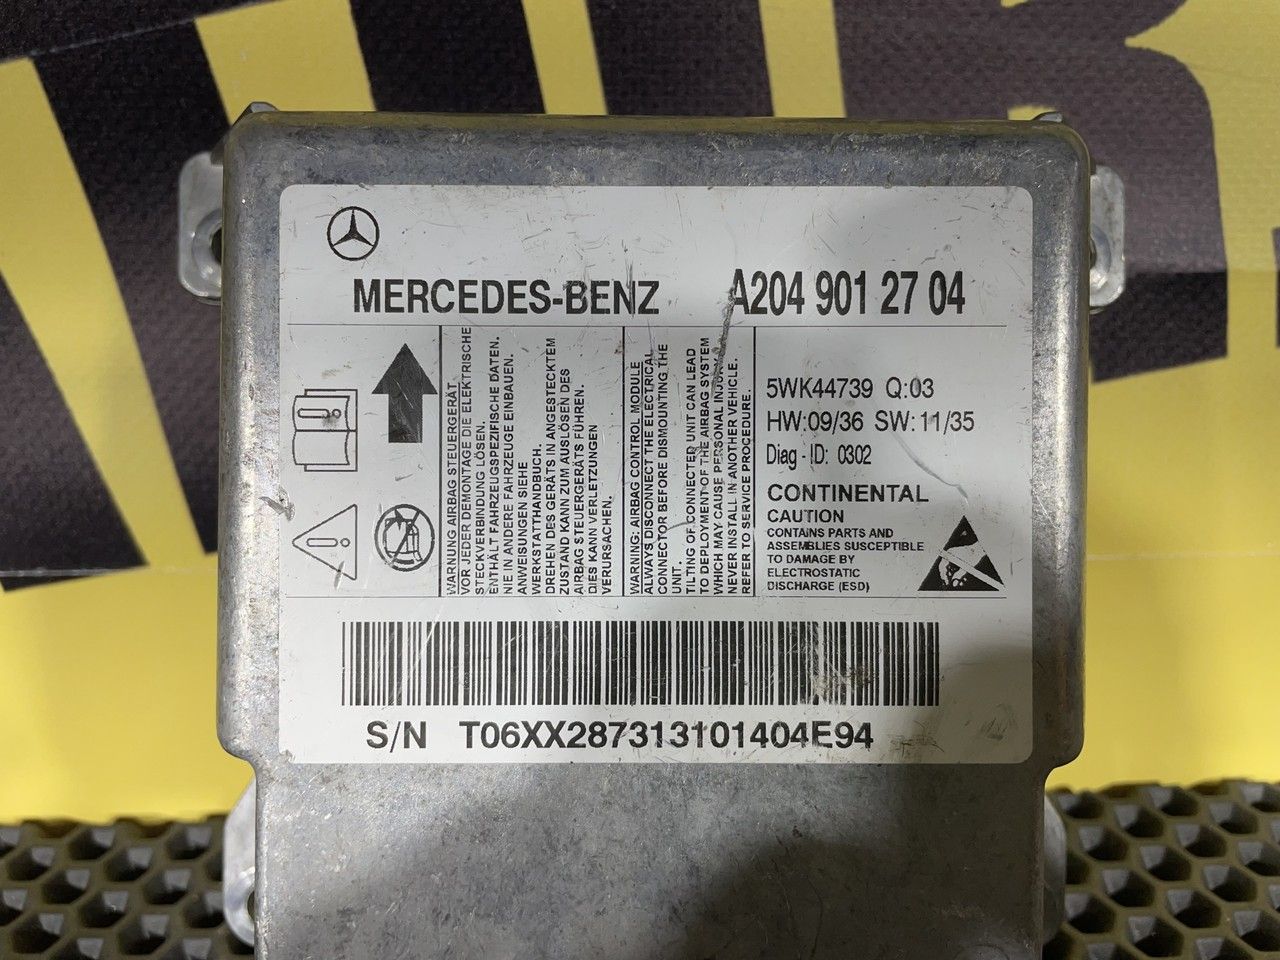 MERCEDES-BENZ A204 901 27 04
WARNUNG AIRBAG STEUERGERÄT
VOR JEDER DEMONTAGE DIE ELEKTRISCHE
STECKVERBINDUNG LÖSEN.
ENTHÄLT FAHRZEUGSPEZIFISCHE DATEN.
NIE IN ANDERE FAHRZEUGE EINBAUEN.
ANWEISUNGEN SIEHE
WERKSTATTHANDBUCH.
DREHEN DES GERÄTS IN ANGESTECKTEM
ZUSTAND KANN ZUM AUSLÖSEN DES
AIRBAG STEUERGERÄTS FÜHREN.
DIES KANN VERLETZUNGEN
VERURSACHEN.
WARNING: AIRBAG CONTROL MODULE
ALWAYS DISCONNECT THE ELECTRICAL
CONNECTOR BEFORE DISMOUNTING THE
UNIT.
TILTING OF CONNECTED UNIT CAN LEAD
TO DEPLOYMENT OF THE AIRBAG SYSTEM
WHICH MAY CAUSE PERSONAL INJURY.
NEVER INSTALL IN ANOTHER VEHICLE.
REFER TO SERVICE PROCEDURE.
5WK44739 Q:03
HW:09/36 SW:11/35
Diag-ID: 0302
CONTINENTAL
CAUTION
CONTAINS PARTS AND
ASSEMBLIES SUSCEPTIBLE
TO DAMAGE BY
ELECTROSTATIC
DISCHARGE (ESD)
S/N T06XX287313101404E94